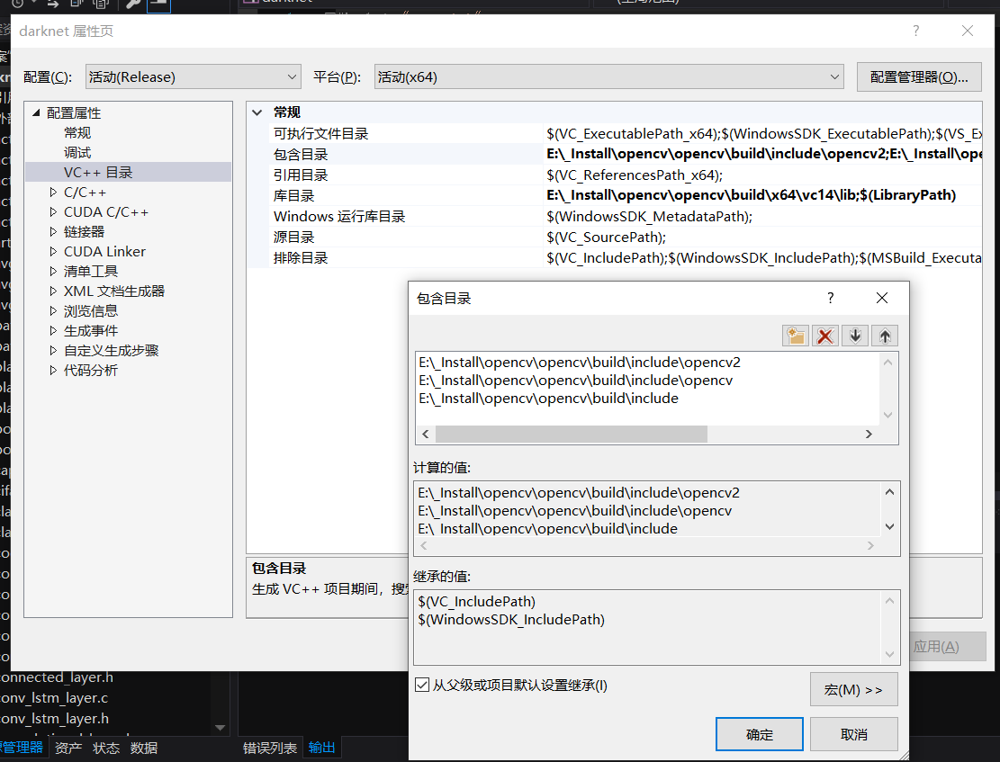 darknet 属性页
?
配置(C):
活动(Release)
平台(P):
活动(x64)
配置管理器(O)...
配置属性
常规
调试
VC++ 目录
C/C++
CUDA C/C++
链接器
CUDA Linker
清单工具
XML 文档生成器
浏览信息
生成事件
自定义生成步骤
代码分析
常规
可执行文件目录 $(VC_ExecutablePath_x64);$(WindowsSDK_ExecutablePath);$(VS_Ex
包含目录 E:\_Install\opencv\opencv\build\include\opencv2;E:\_Install\ope
引用目录 $(VC_ReferencesPath_x64);
库目录 E:\_Install\opencv\opencv\build\x64\vc14\lib;$(LibraryPath)
Windows 运行库目录 $(WindowsSDK_MetadataPath);
源目录 $(VC_SourcePath);
排除目录 $(VC_IncludePath);$(WindowsSDK_IncludePath);$(MSBuild_Executa
包含目录
生成 VC++ 项目期间，搜
包含目录
?
E:\_Install\opencv\opencv\build\include\opencv2
E:\_Install\opencv\opencv\build\include\opencv
E:\_Install\opencv\opencv\build\include
计算的值:
E:\_Install\opencv\opencv\build\include\opencv2
E:\_Install\opencv\opencv\build\include\opencv
E:\_Install\opencv\opencv\build\include
继承的值:
$(VC_IncludePath)
$(WindowsSDK_IncludePath)
从父级或项目默认设置继承(I)
宏(M) >>
确定
取消
应用(A)
connected_layer.h
conv_lstm_layer.c
conv_lstm_layer.h
管理器 资产 状态 数据
错误列表 输出